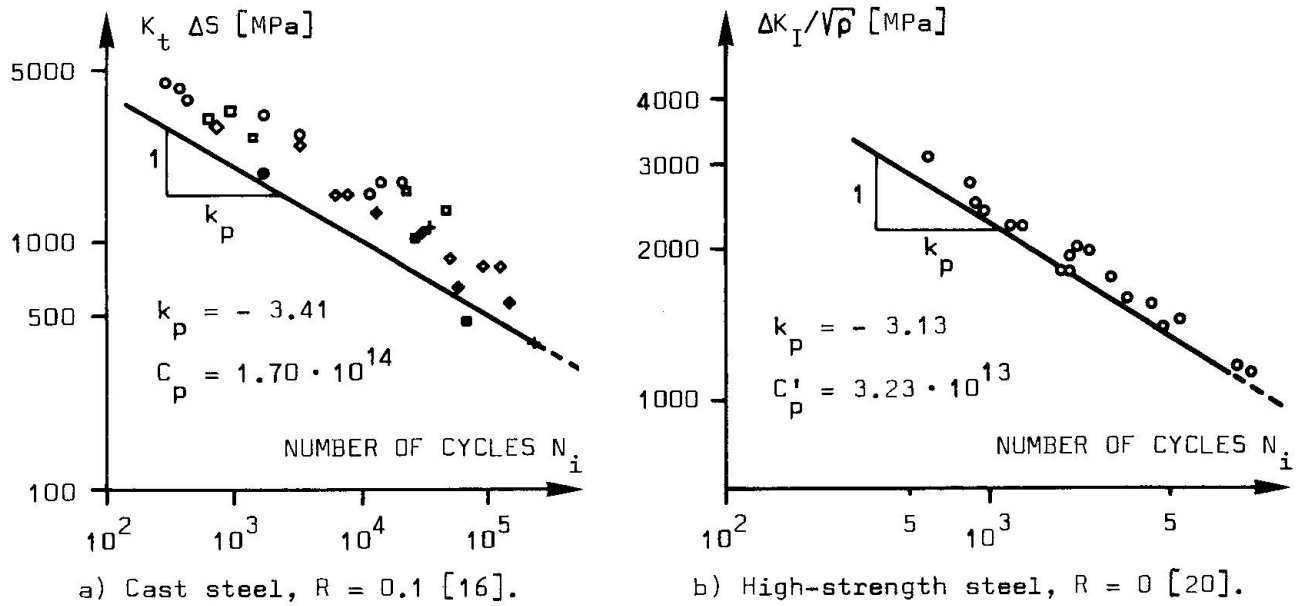 K_t ΔS [MPa]
5000
1000
500
100
1
k_p
k_p = - 3.41
C_p = 1.70 · 10^14
NUMBER OF CYCLES N_i
10^2 10^3 10^4 10^5
a) Cast steel, R = 0.1 [16].
ΔK_I/√ρ [MPa]
4000
3000
2000
1000
1
k_p
k_p = - 3.13
C'_p = 3.23 · 10^13
NUMBER OF CYCLES N_i
10^2 5 10^3 5
b) High-strength steel, R = 0 [20].